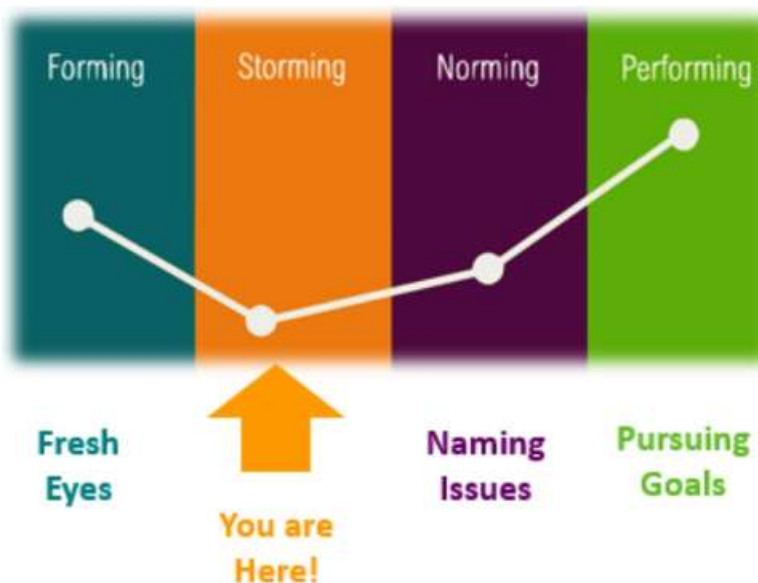 Forming Storming Norming Performing
Fresh
Eyes
You are
Here!
Naming
Issues
Pursuing
Goals